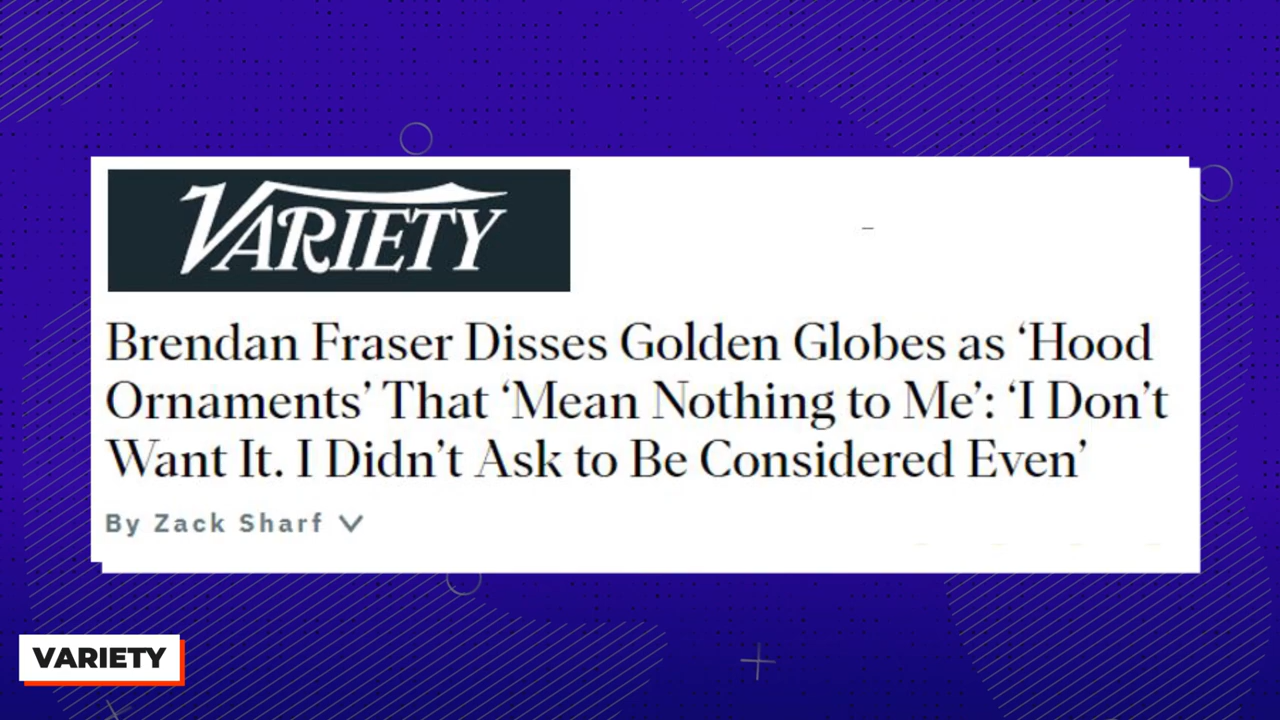 VARIETY
Brendan Fraser Disses Golden Globes as ‘Hood
Ornaments’ That ‘Mean Nothing to Me’: ‘I Don’t
Want It. I Didn’t Ask to Be Considered Even’
By Zack Sharf
VARIETY